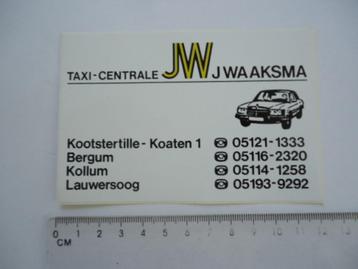 TAXI-CENTRALE JW J WAAKSMA
Kootstertille - Koaten 1 ☎ 05121-1333
Bergum ☎ 05116-2320
Kollum ☎ 05114-1258
Lauwersoog ☎ 05193-9292
0 1 2 3 4 5 6 7 8 9 10 11 12 13
CM